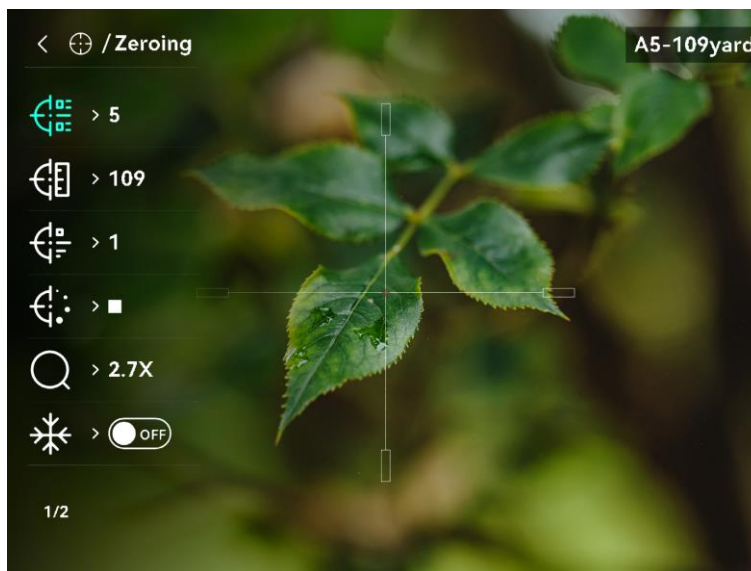 < /Zeroing
A5-109yard
> 5
> 109
> 1
>
> 2.7X
> OFF
1/2